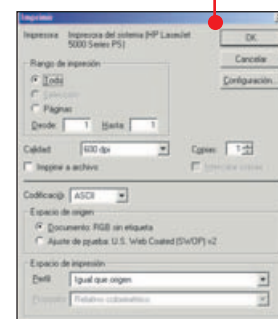 Imprimir
Impresora Impresora del sistema (HP LaserJet 5000 Series PS)
OK
Cancelar
Configuración...
Rango de impresión
Todo
Selección
Páginas
Desde: 1 Hasta: 1
Calidad: 600 dpi Copias: 1
Imprimir a archivo
Intercalar copias
Codificación: ASCII
Espacio de origen
Documento: RGB sin etiqueta
Ajuste de prueba: U.S. Web Coated (SWOP) v2
Espacio de impresión
Perfil: Igual que origen
Propósito: Relativo colorimétrico